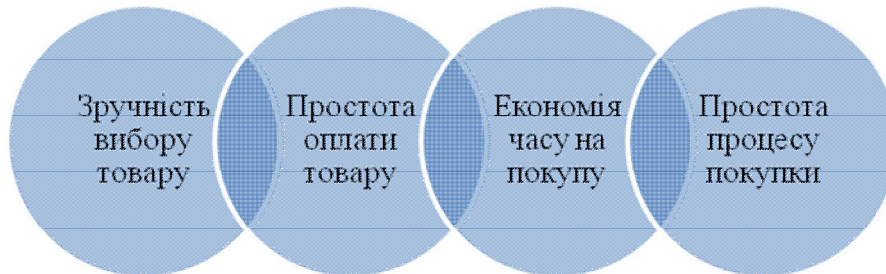 Зручність
вибору
товару
Простота
оплати
товару
Економія
часу на
покупу
Простота
процесу
покупки